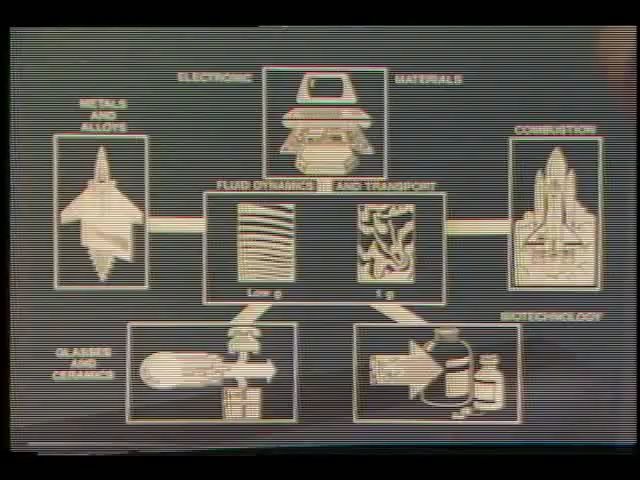 ELECTRONIC MATERIALS
METALS
AND
ALLOYS
COMBUSTION
FLUID DYNAMICS AND TRANSPORT
Low g
1 g
BIOTECHNOLOGY
GLASSES
AND
CERAMICS